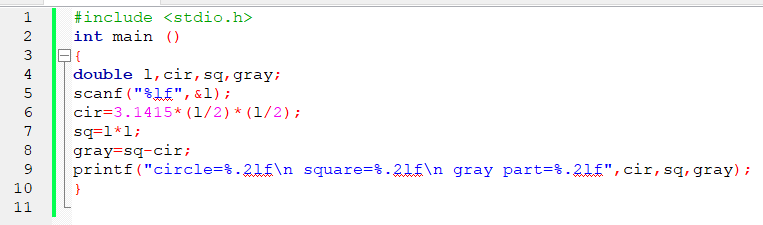 1 #include <stdio.h>
2 int main ()
3 {
4 double l,cir,sq,gray;
5 scanf("%lf",&l);
6 cir=3.1415*(l/2)*(l/2);
7 sq=l*l;
8 gray=sq-cir;
9 printf("circle=%.2lf\n square=%.2lf\n gray part=%.2lf",cir,sq,gray);
10 }
11